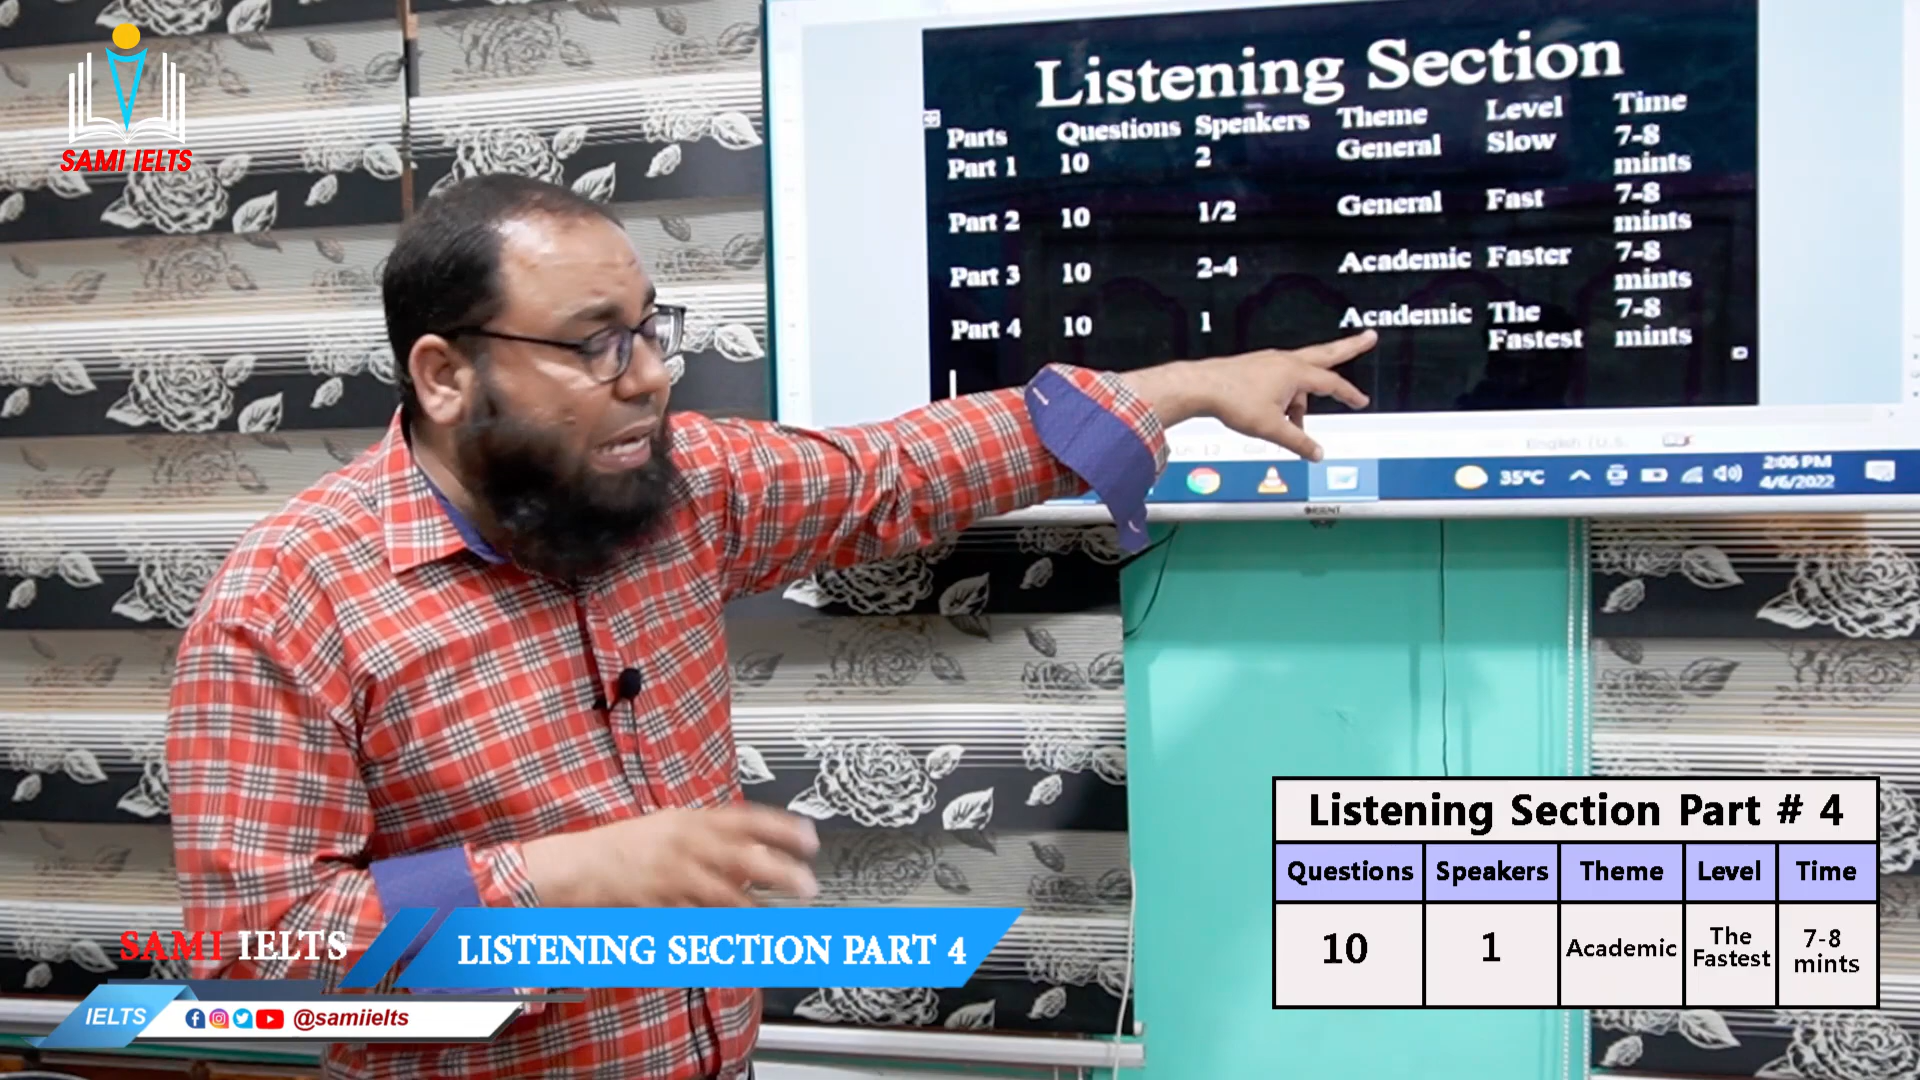 SAMI IELTS
Listening Section
Parts Questions Speakers Theme Level Time
Part 1 10 2 General Slow 7-8 mints
Part 2 10 1/2 General Fast 7-8 mints
Part 3 10 2-4 Academic Faster 7-8 mints
Part 4 10 1 Academic The Fastest 7-8 mints
English (U.S.
35°C
2:06 PM
4/6/2022
ORIENT
Listening Section Part # 4
Questions Speakers Theme Level Time
10 1 Academic The Fastest 7-8 mints
SAMI IELTS
LISTENING SECTION PART 4
IELTS
@samiielts